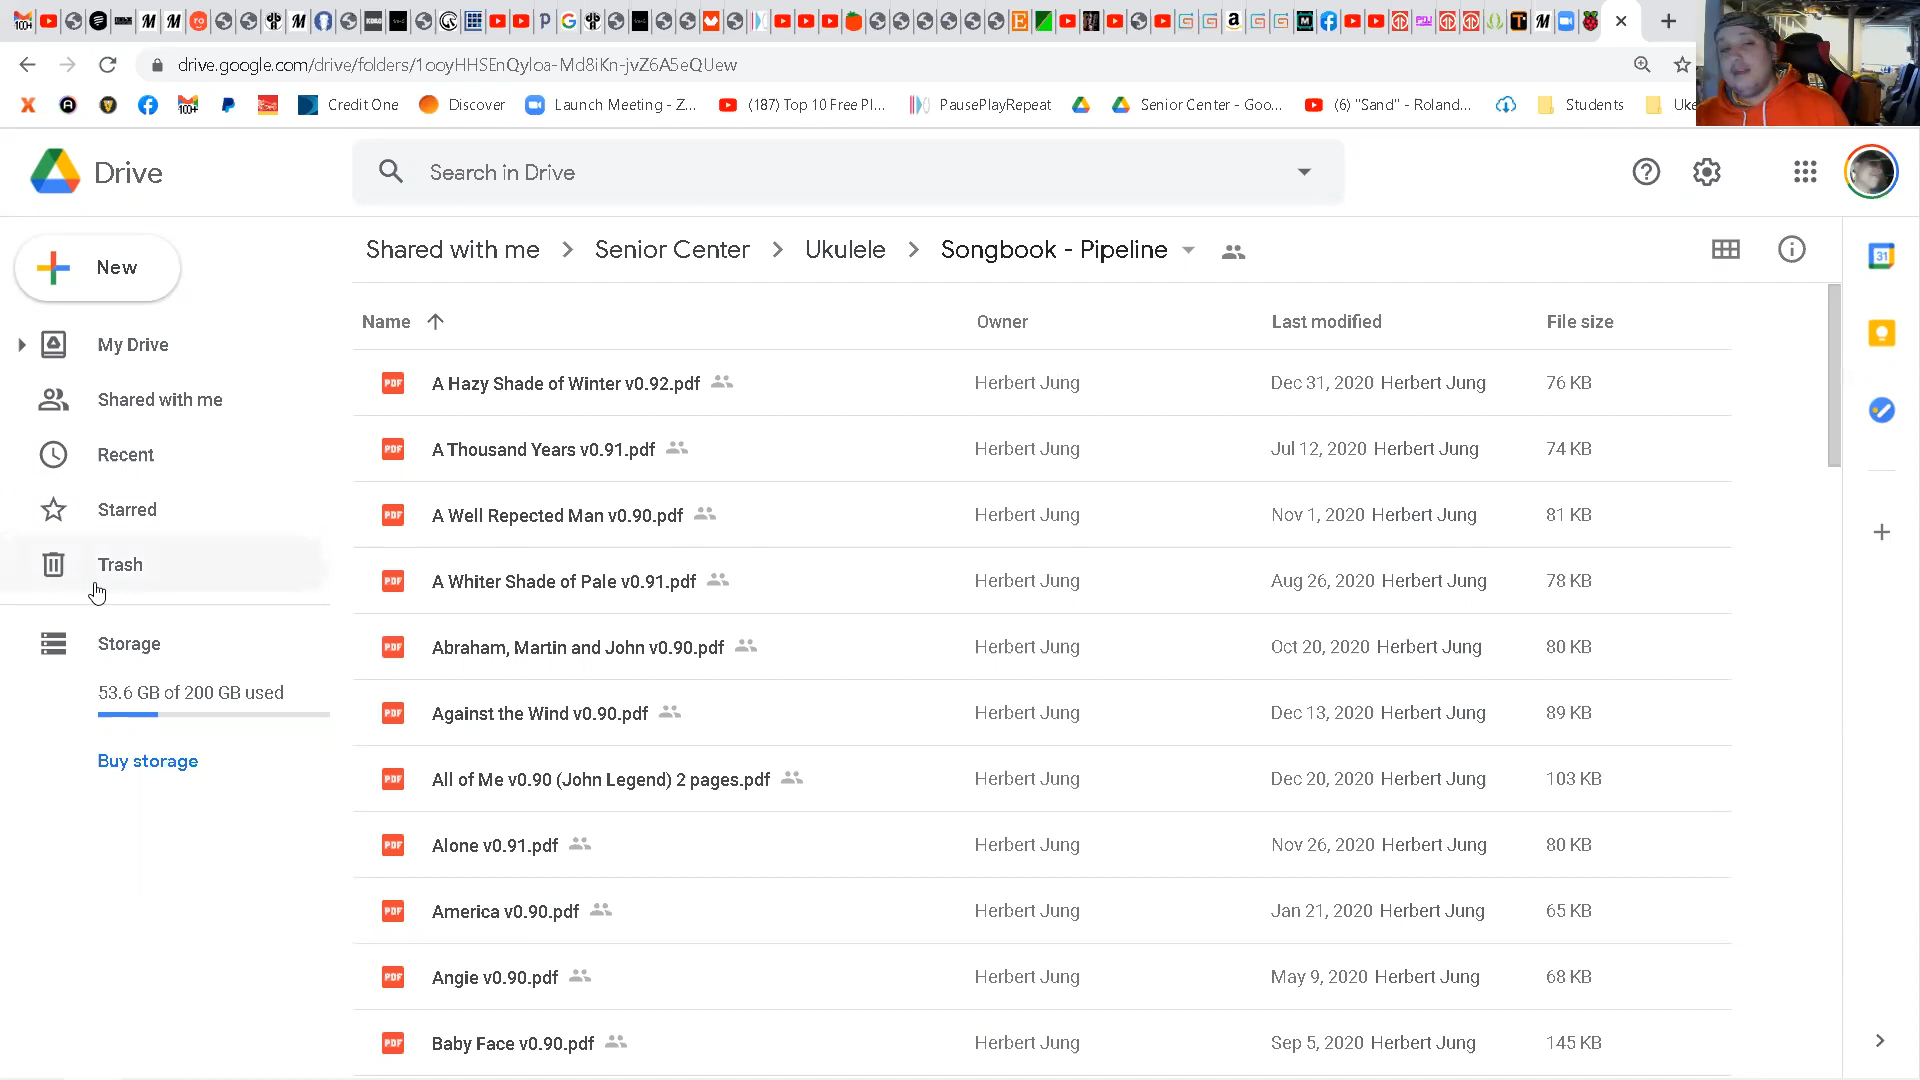 drive.google.com/drive/folders/1ooyHHSEnQyloa-Md8iKn-jvZ6A5eQUew
Credit One
Discover
Launch Meeting - Z...
(187) Top 10 Free Pl...
PausePlayRepeat
Senior Center - Goo...
(6) "Sand" - Roland...
Students
Uke
Drive
Search in Drive
New
Shared with me > Senior Center > Ukulele > Songbook - Pipeline
My Drive
Shared with me
Recent
Starred
Trash
Storage
53.6 GB of 200 GB used
Buy storage
Name Owner Last modified File size
A Hazy Shade of Winter v0.92.pdf Herbert Jung Dec 31, 2020 Herbert Jung 76 KB
A Thousand Years v0.91.pdf Herbert Jung Jul 12, 2020 Herbert Jung 74 KB
A Well Repected Man v0.90.pdf Herbert Jung Nov 1, 2020 Herbert Jung 81 KB
A Whiter Shade of Pale v0.91.pdf Herbert Jung Aug 26, 2020 Herbert Jung 78 KB
Abraham, Martin and John v0.90.pdf Herbert Jung Oct 20, 2020 Herbert Jung 80 KB
Against the Wind v0.90.pdf Herbert Jung Dec 13, 2020 Herbert Jung 89 KB
All of Me v0.90 (John Legend) 2 pages.pdf Herbert Jung Dec 20, 2020 Herbert Jung 103 KB
Alone v0.91.pdf Herbert Jung Nov 26, 2020 Herbert Jung 80 KB
America v0.90.pdf Herbert Jung Jan 21, 2020 Herbert Jung 65 KB
Angie v0.90.pdf Herbert Jung May 9, 2020 Herbert Jung 68 KB
Baby Face v0.90.pdf Herbert Jung Sep 5, 2020 Herbert Jung 145 KB